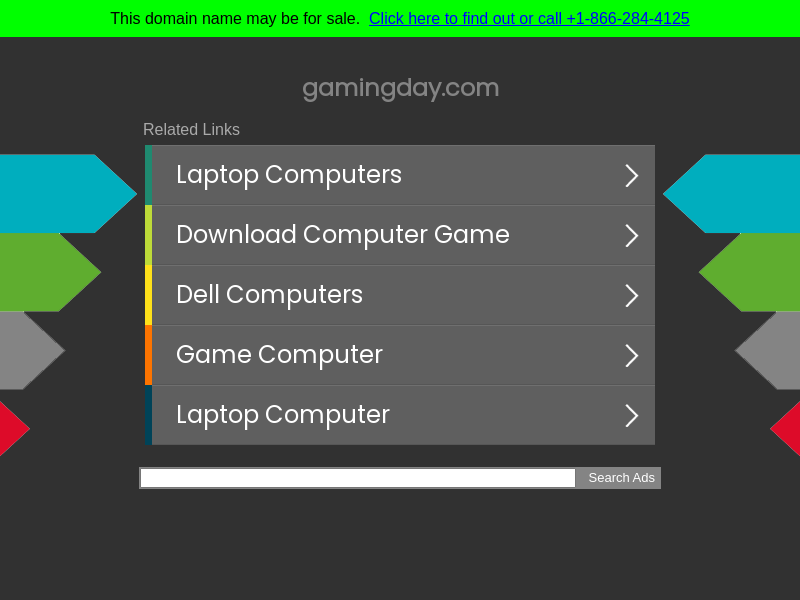 This domain name may be for sale. Click here to find out or call +1-866-284-4125
gamingday.com
Related Links
Laptop Computers
Download Computer Game
Dell Computers
Game Computer
Laptop Computer
Search Ads